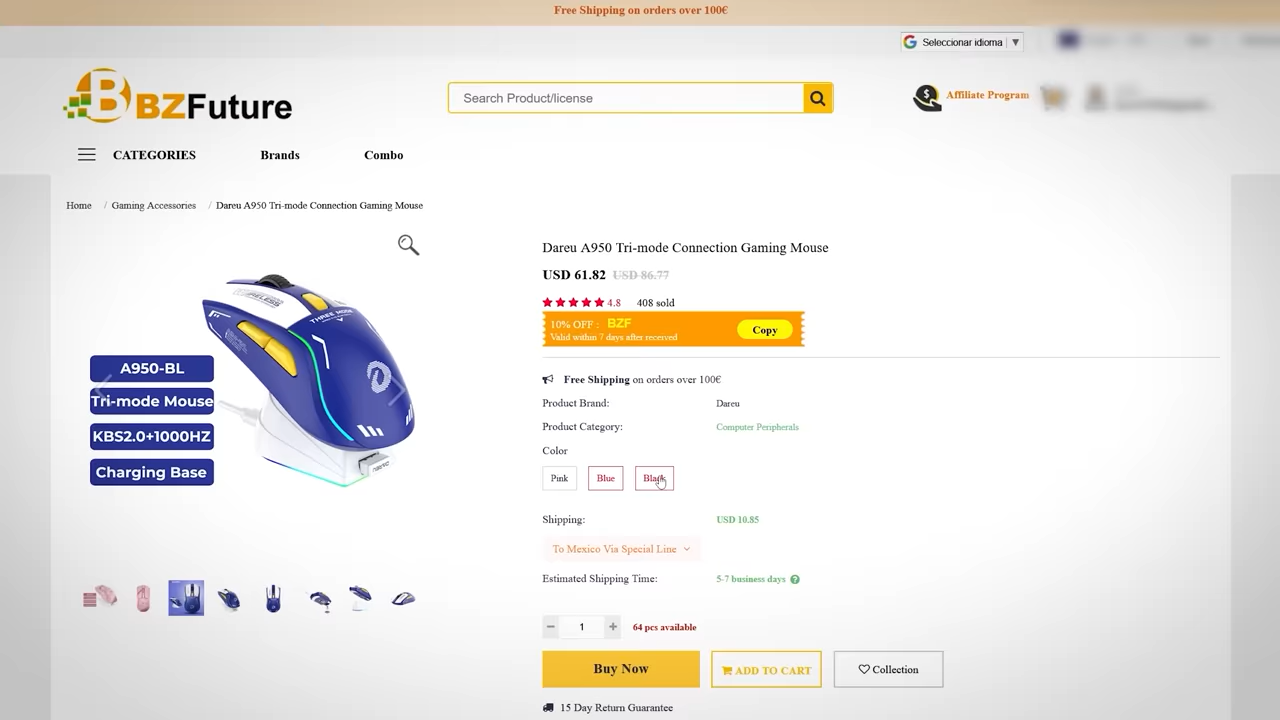 Free Shipping on orders over 100€
Seleccionar idioma ▼
BZFuture
Search Product/license
Affiliate Program
CATEGORIES Brands Combo
Home / Gaming Accessories / Dareu A950 Tri-mode Connection Gaming Mouse
Dareu A950 Tri-mode Connection Gaming Mouse
USD 61.82 USD 86.77
4.8 408 sold
10% OFF : BZF
Valid within 7 days after received
Copy
Free Shipping on orders over 100€
Product Brand: Dareu
Product Category: Computer Peripherals
Color
Pink Blue Black
Shipping: USD 10.85
To Mexico Via Special Line
Estimated Shipping Time: 5-7 business days ?
− 1 + 64 pcs available
Buy Now ADD TO CART Collection
15 Day Return Guarantee
THREE MODE
A950-BL
Tri-mode Mouse
KBS2.0+1000HZ
Charging Base